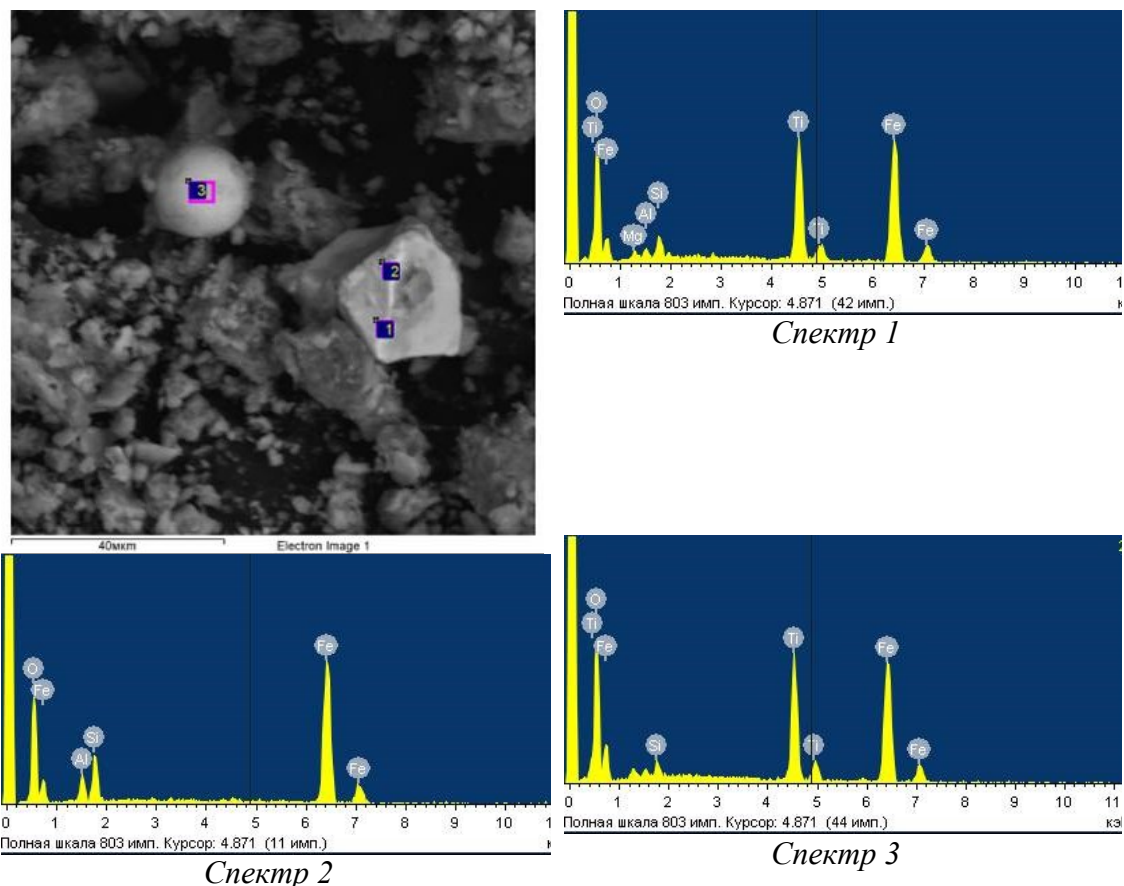 3
2
1
40мкm
Electron Image 1
O
Ti
Fe
Mg
Al
Si
Ti
Ti
Fe
Fe
0 1 2 3 4 5 6 7 8 9 10 1
Полная шкала 803 имп. Курсор: 4.871 (42 имп.)
Спектр 1
O
Fe
Al
Si
Fe
Fe
0 1 2 3 4 5 6 7 8 9 10
Полная шкала 803 имп. Курсор: 4.871 (11 имп.)
Спектр 2
2
O
Ti
Fe
Si
Ti
Ti
Fe
Fe
0 1 2 3 4 5 6 7 8 9 10 11
Полная шкала 803 имп. Курсор: 4.871 (44 имп.)
Спектр 3